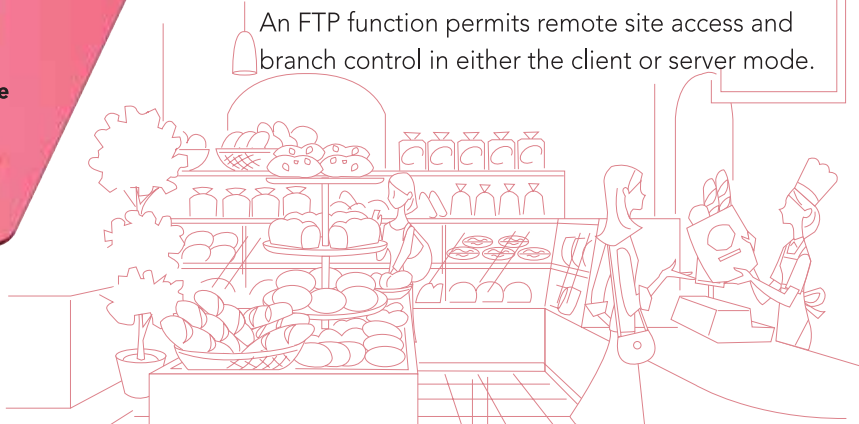 An FTP function permits remote site access and
branch control in either the client or server mode.
e